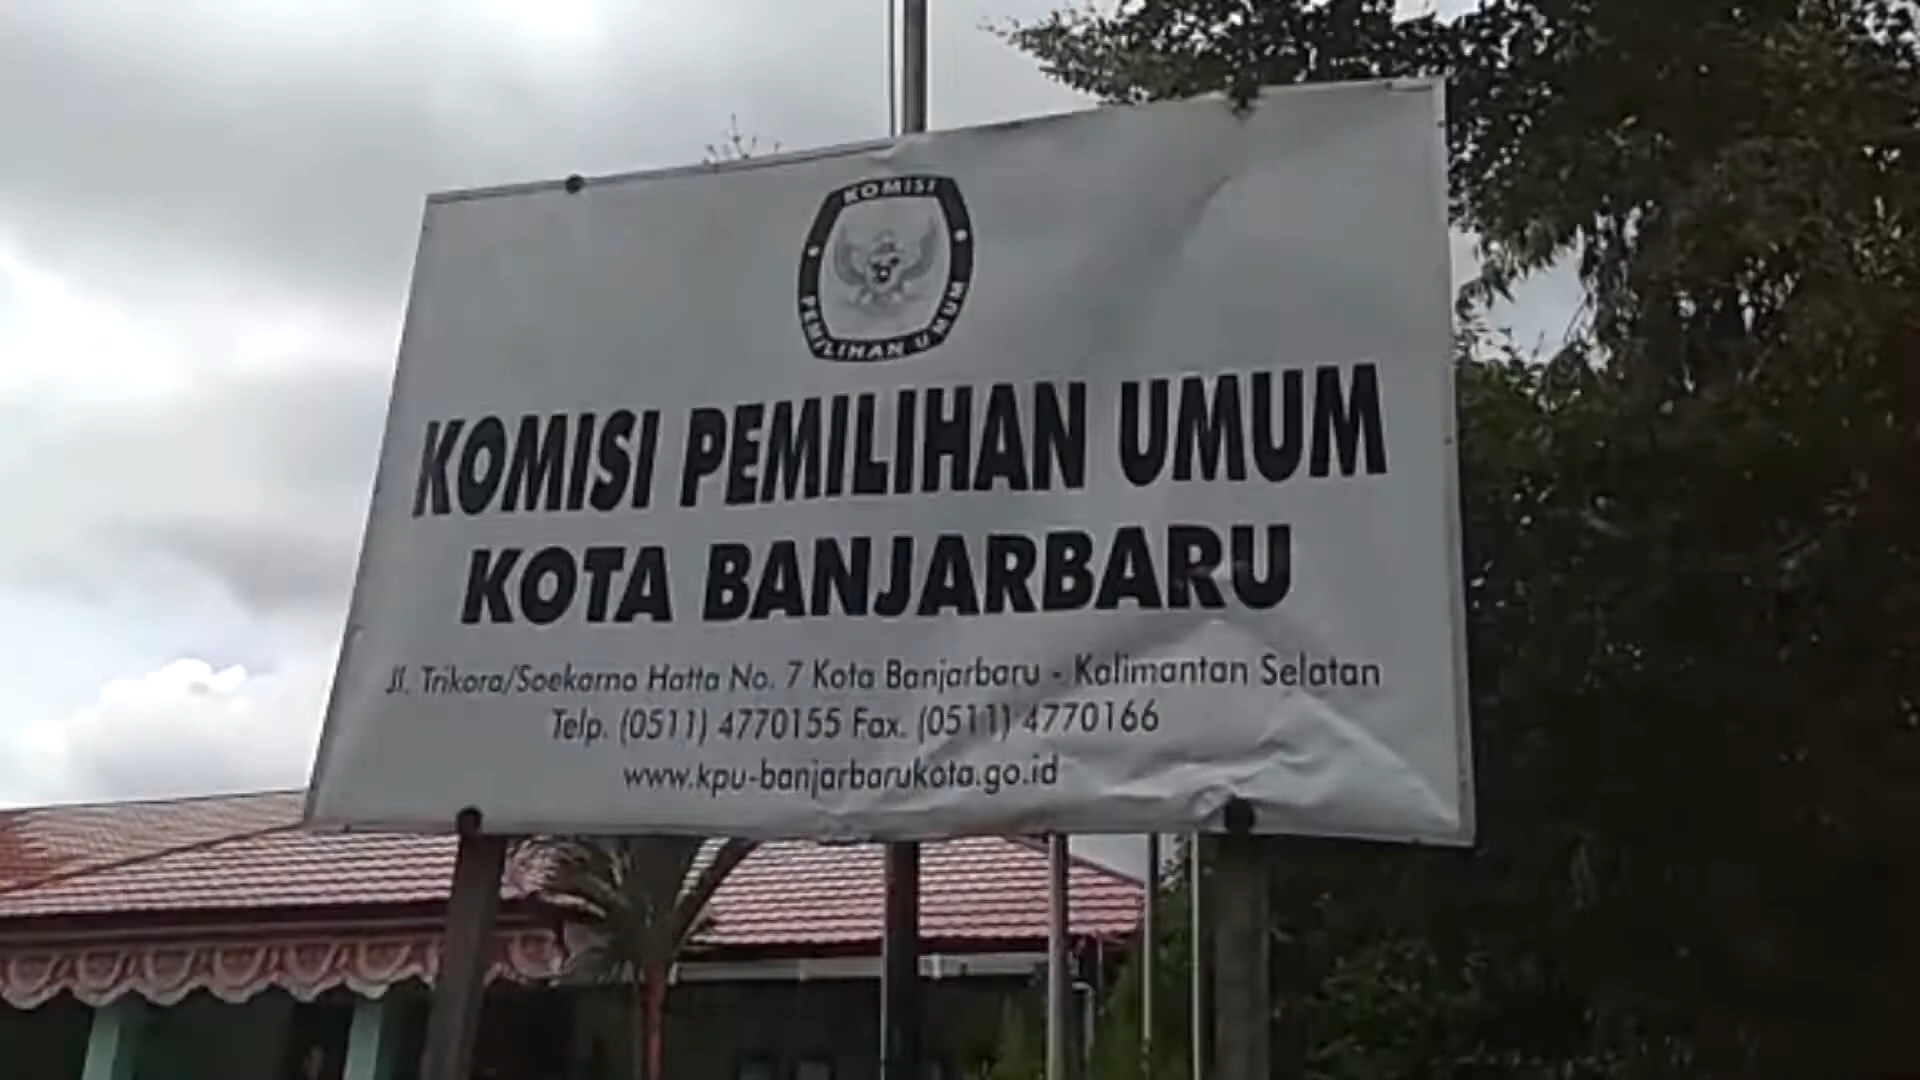 KOMISI
PEMILIHAN UMUM
KOMISI PEMILIHAN UMUM
KOTA BANJARBARU
Jl. Trikora/Soekarno Hatta No. 7 Kota Banjarbaru - Kalimantan Selatan
Telp. (0511) 4770155 Fax. (0511) 4770166
www.kpu-banjarbarukota.go.id